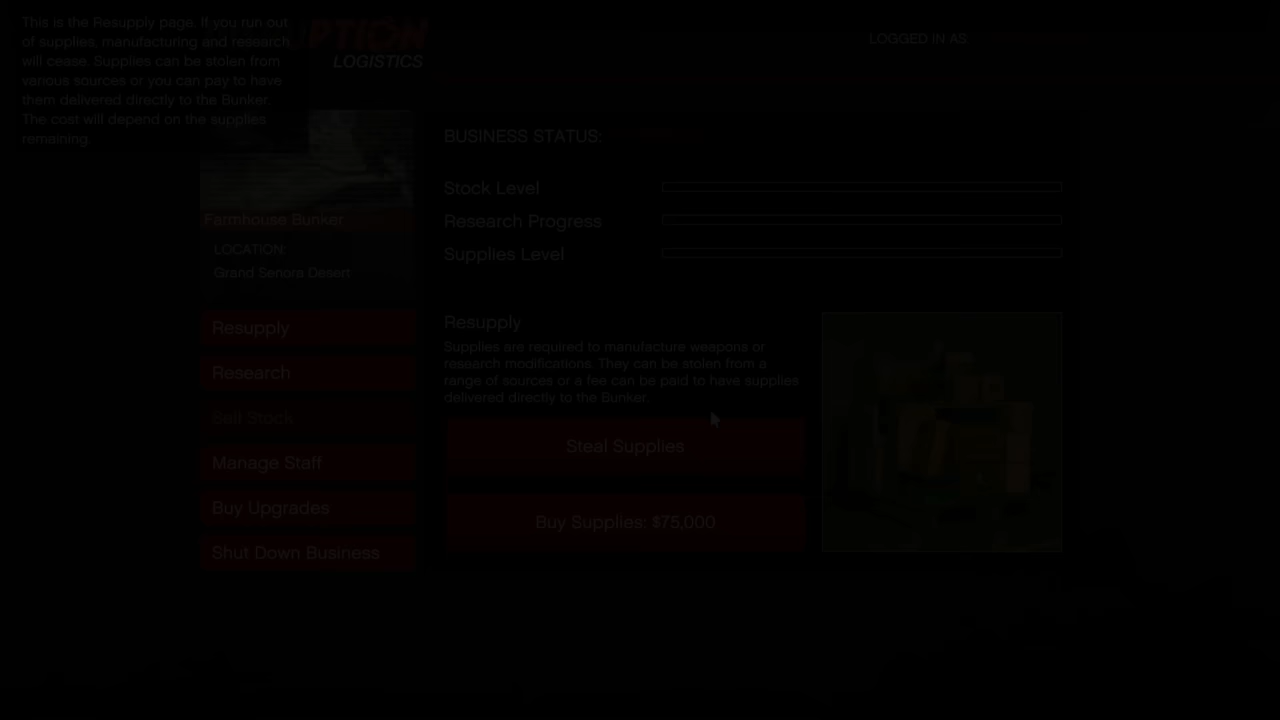 This is the Resupply page. If you run out
of supplies, manufacturing and research
will cease. Supplies can be stolen from
various sources or you can pay to have
them delivered directly to the Bunker.
The cost will depend on the supplies
remaining.
PTION
LOGISTICS
LOGGED IN AS
Farmhouse Bunker
LOCATION:
Grand Senora Desert
Resupply
Research
Sell Stock
Manage Staff
Buy Upgrades
Shut Down Business
BUSINESS STATUS:
Stock Level
Research Progress
Supplies Level
Resupply
Supplies are required to manufacture weapons or
research modifications. They can be stolen from a
range of sources or a fee can be paid to have supplies
delivered directly to the Bunker.
Steal Supplies
Buy Supplies: $75,000